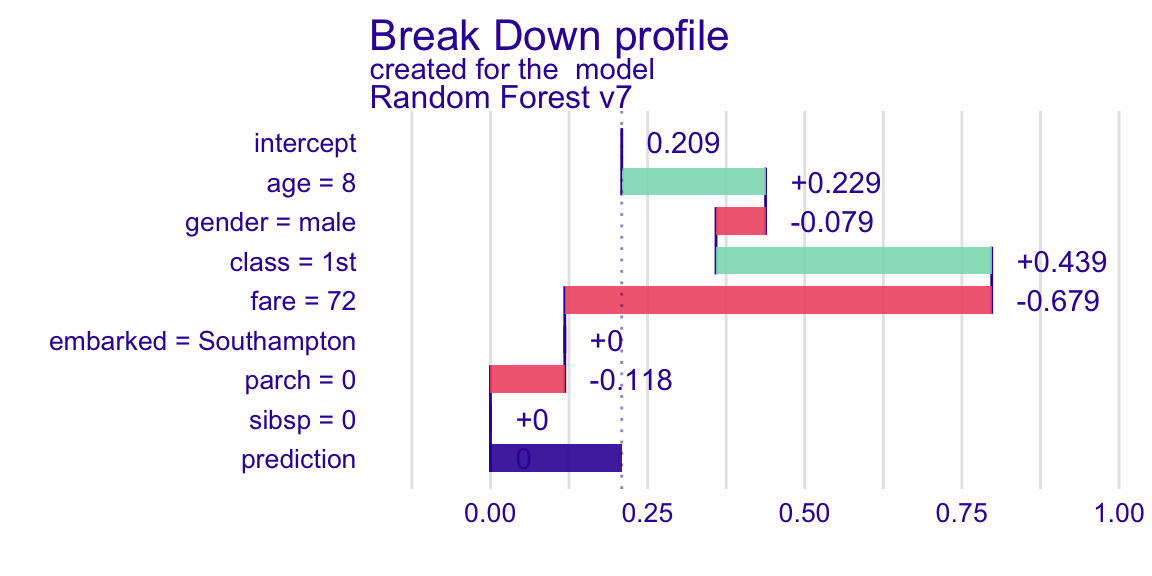 Break Down profile
created for the  model
Random Forest v7
intercept 0.209
age = 8 +0.229
gender = male -0.079
class = 1st +0.439
fare = 72 -0.679
embarked = Southampton +0
parch = 0 -0.118
sibsp = 0 +0
prediction 0
0.00 0.25 0.50 0.75 1.00